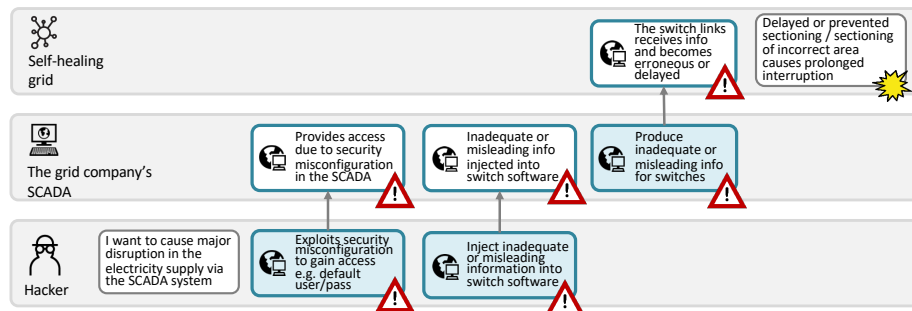 Self-healing
grid
The switch links
receives info
and becomes
erroneous or
delayed
Delayed or prevented
sectioning / sectioning
of incorrect area
causes prolonged
interruption
The grid company's
SCADA
Provides access
due to security
misconfiguration
in the SCADA
Inadequate or
misleading info
injected into
switch software
Produce
inadequate or
misleading info
for switches
Hacker
I want to cause major
disruption in the
electricity supply via
the SCADA system
Exploits security
misconfiguration
to gain access
e.g. default
user/pass
Inject inadequate
or misleading
information into
switch software